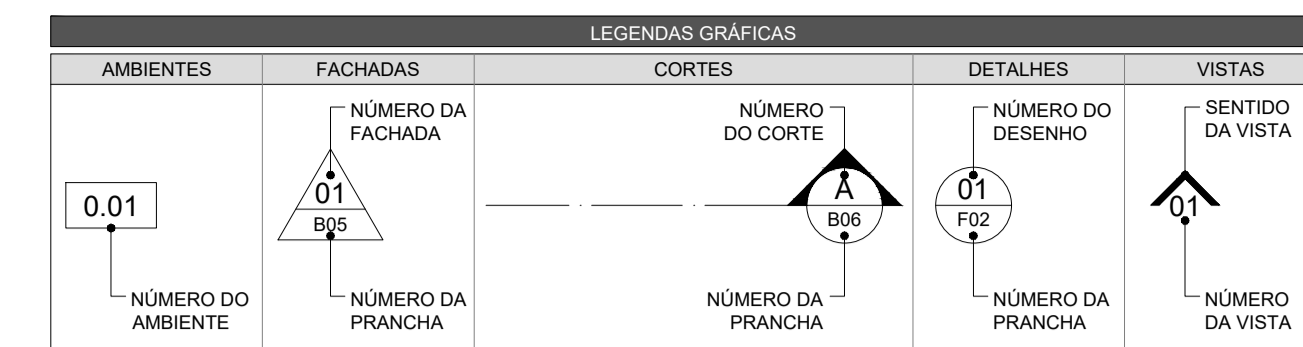 LEGENDAS GRÁFICAS
AMBIENTES
FACHADAS
CORTES
DETALHES
VISTAS
0.01
NÚMERO DO
AMBIENTE
NÚMERO DA
FACHADA
01
B05
NÚMERO DA
PRANCHA
NÚMERO
DO CORTE
A
B06
NÚMERO DA
PRANCHA
NÚMERO DO
DESENHO
01
F02
NÚMERO DA
PRANCHA
SENTIDO
DA VISTA
01
NÚMERO
DA VISTA